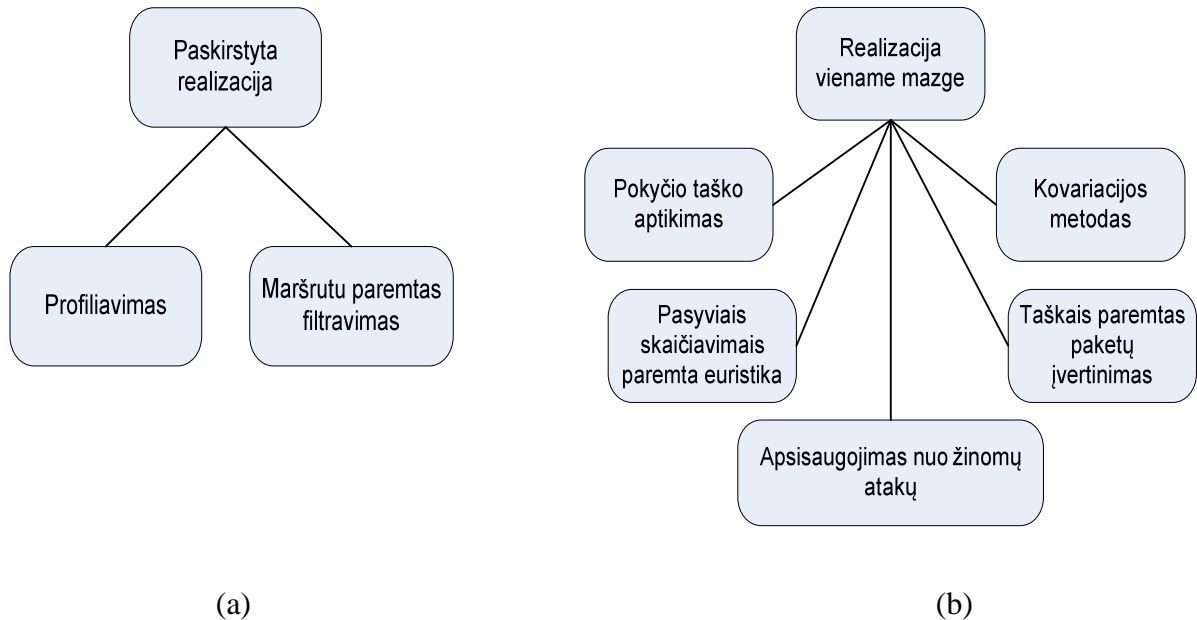 Paskirstyta
realizacija
Profiliavimas
Maršrutu paremtas
filtravimas
(a)
Realizacija
viename mazge
Pokyčio taško
aptikimas
Kovariacijos
metodas
Pasyviais
skaičiavimais
paremta euristika
Taškais paremtas
paketų
įvertinimas
Apsisaugojimas nuo žinomų
atakų
(b)